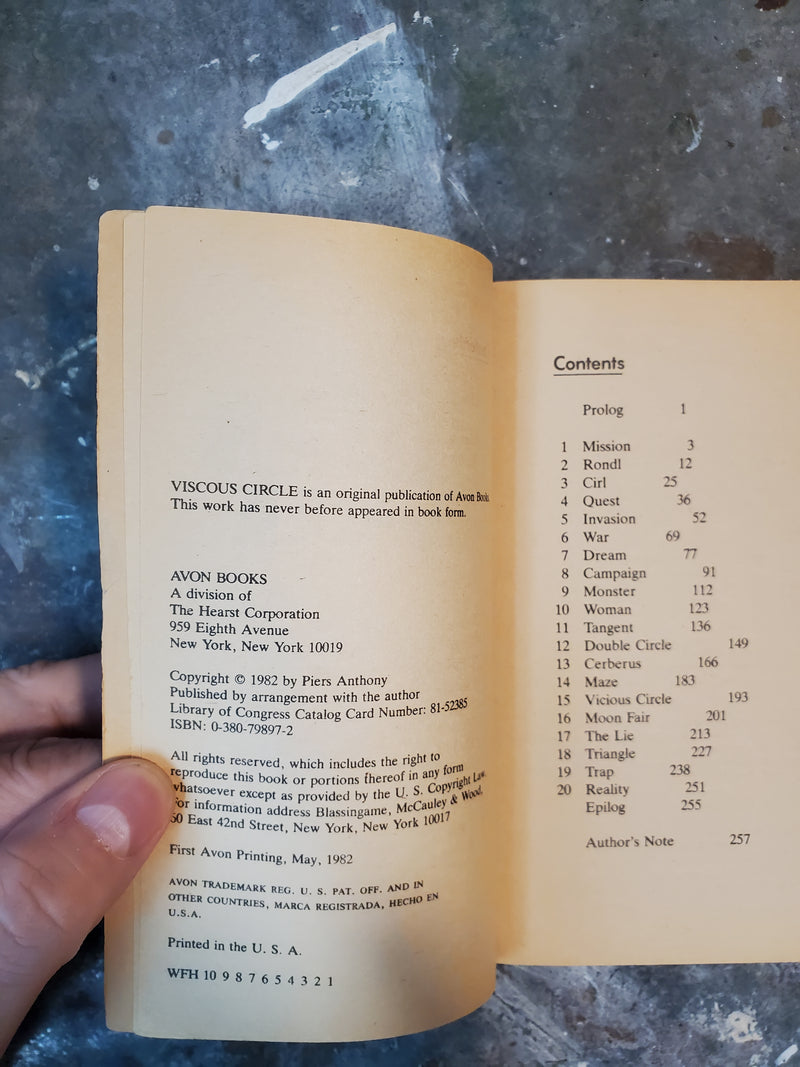 VISCOUS CIRCLE is an original publication of Avon Books.
This work has never before appeared in book form.
AVON BOOKS
A division of
The Hearst Corporation
959 Eighth Avenue
New York, New York 10019
Copyright © 1982 by Piers Anthony
Published by arrangement with the author
Library of Congress Catalog Card Number: 81-52385
ISBN: 0-380-79897-2
All rights reserved, which includes the right to
reproduce this book or portions fhereof in any form
whatsoever except as provided by the U. S. Copyright Law.
For information address Blassingame, McCauley & Wood,
60 East 42nd Street, New York, New York 10017
First Avon Printing, May, 1982
AVON TRADEMARK REG. U. S. PAT. OFF. AND IN
OTHER COUNTRIES, MARCA REGISTRADA, HECHO EN
U.S.A.
Printed in the U. S. A.
WFH 10 9 8 7 6 5 4 3 2 1
Contents
Prolog 1
1 Mission 3
2 Rondl 12
3 Cirl 25
4 Quest 36
5 Invasion 52
6 War 69
7 Dream 77
8 Campaign 91
9 Monster 112
10 Woman 123
11 Tangent 136
12 Double Circle 149
13 Cerberus 166
14 Maze 183
15 Vicious Circle 193
16 Moon Fair 201
17 The Lie 213
18 Triangle 227
19 Trap 238
20 Reality 251
Epilog 255
Author's Note 257